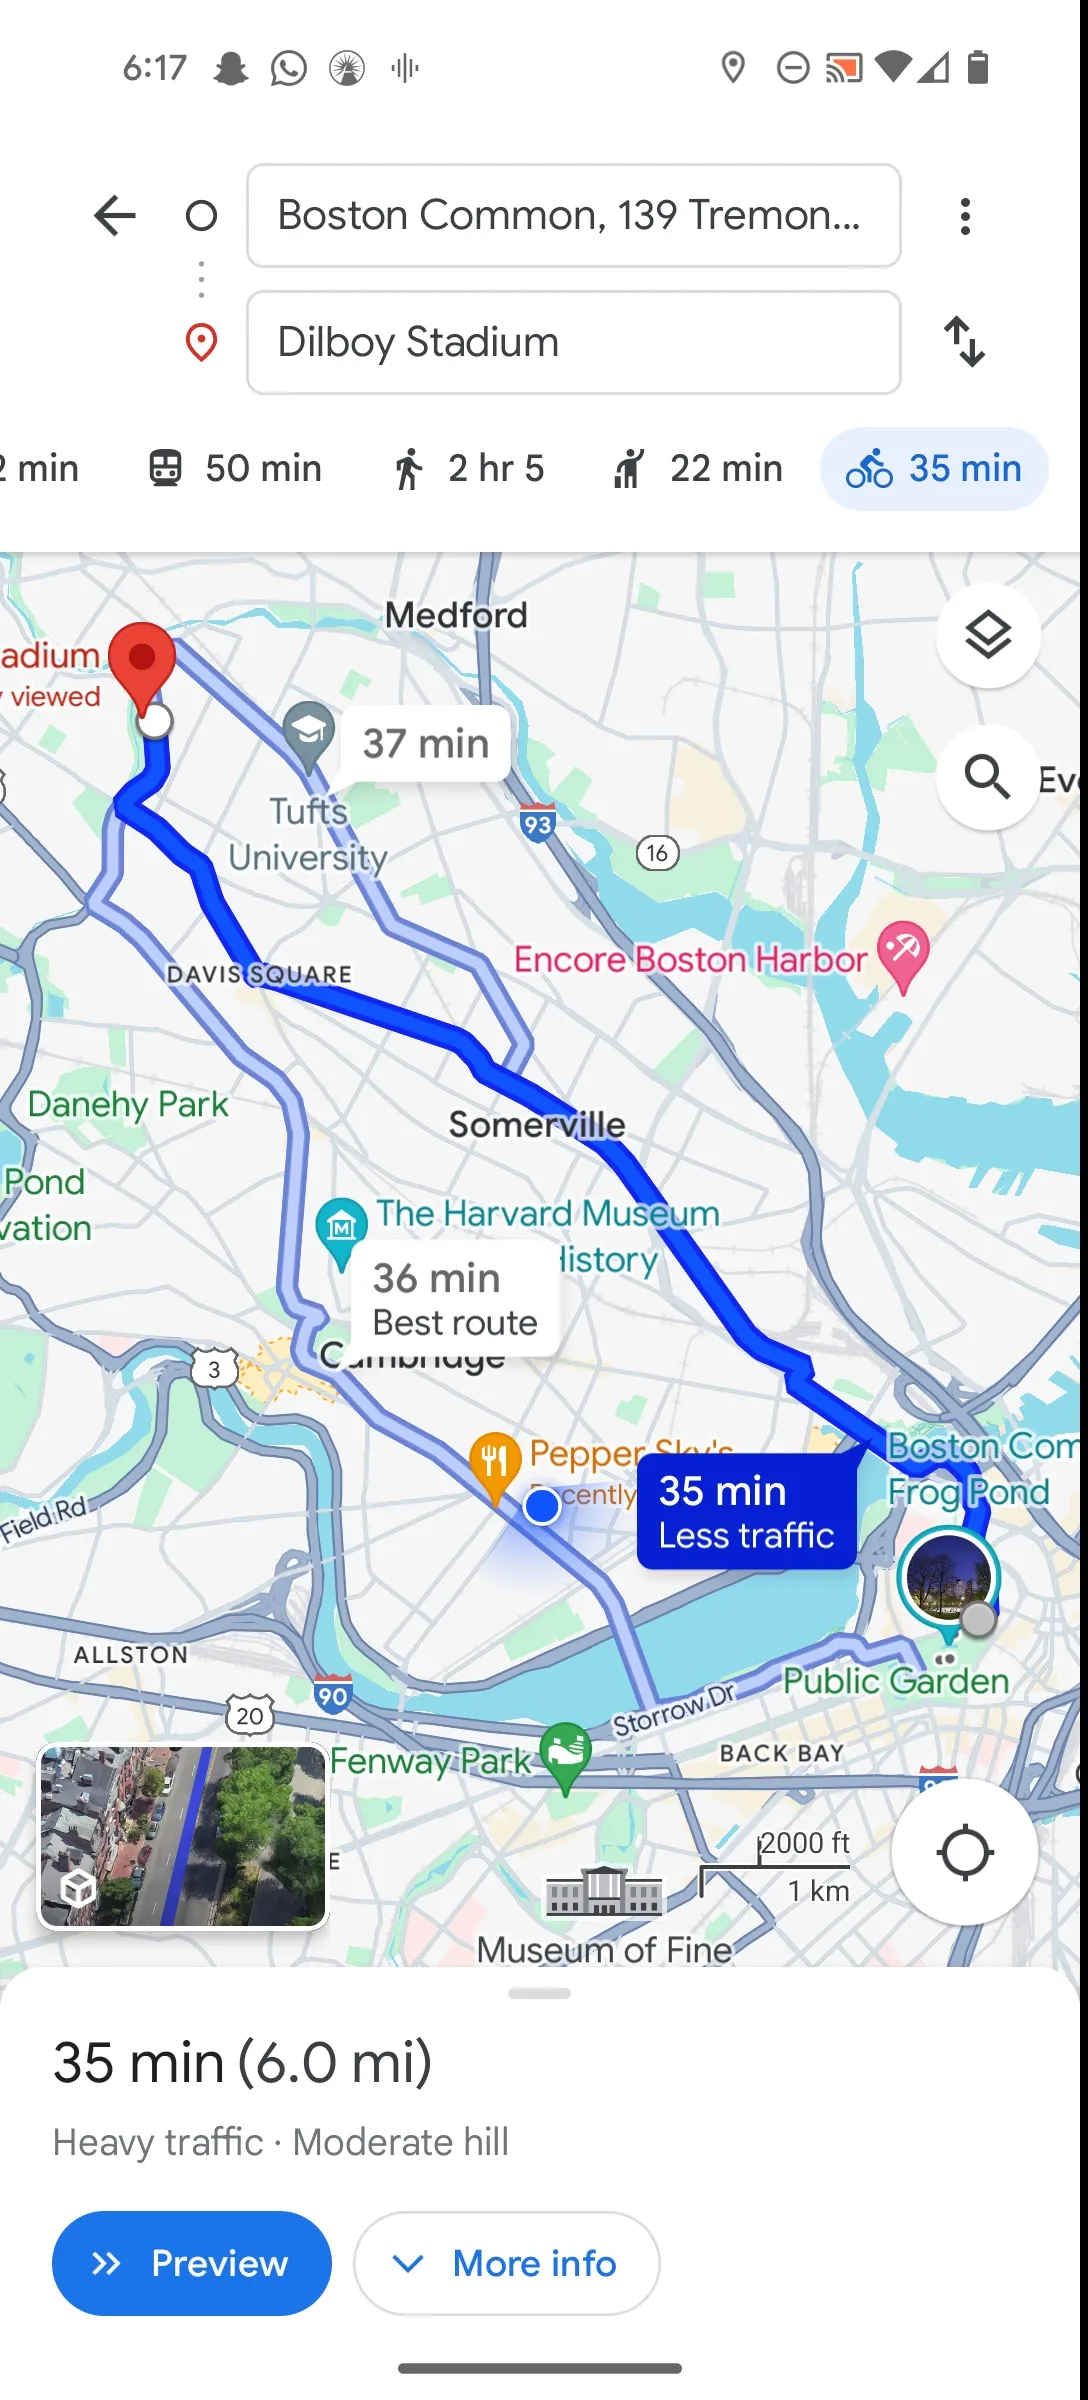 6:17
Boston Common, 139 Tremon...
Dilboy Stadium
2 min
50 min
2 hr 5
22 min
35 min
Medford
adium
viewed
37 min
Tufts
University
93
16
Eve
Encore Boston Harbor
DAVIS SQUARE
Danehy Park
Somerville
Pond
vation
The Harvard Museum
History
36 min
Best route
Cambridge
3
Pepper Sky's
Recently
Boston Com
Frog Pond
35 min
Less traffic
Field Rd
ALLSTON
Public Garden
90
20
Storrow Dr
Fenway Park
BACK BAY
E
2000 ft
1 km
Museum of Fine
35 min (6.0 mi)
Heavy traffic · Moderate hill
Preview
More info